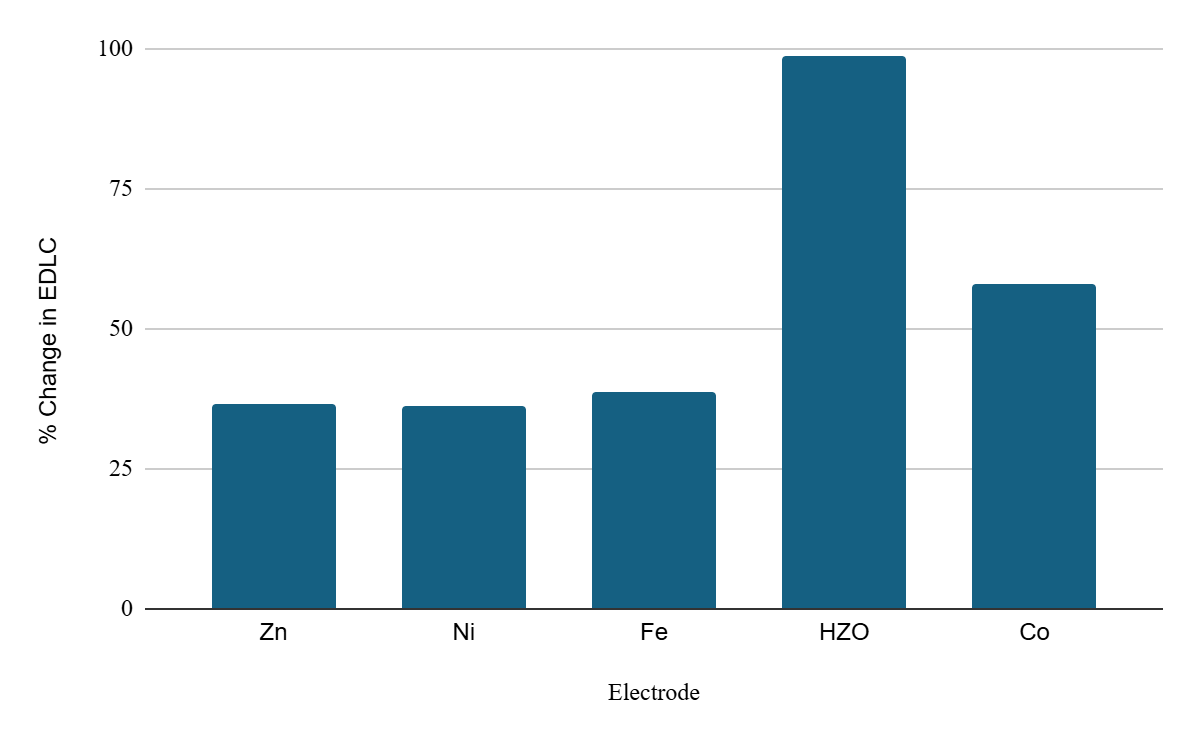 100
75
50
25
0
% Change in EDLC
Zn Ni Fe HZO Co
Electrode